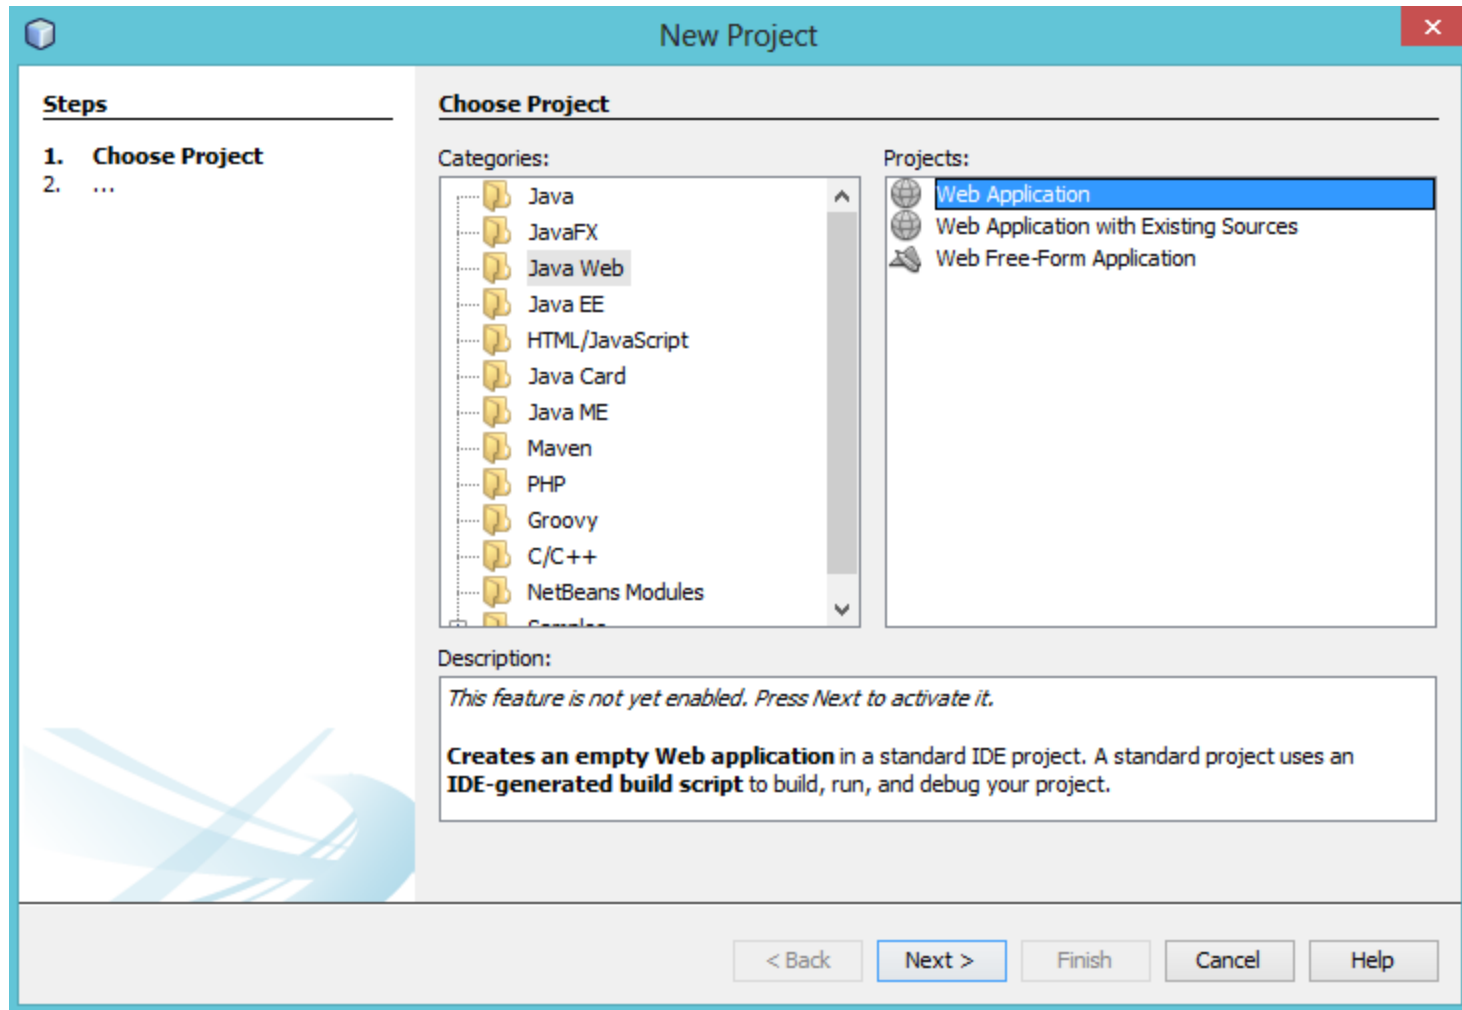 New Project
Steps
1. Choose Project
2. ...
Choose Project
Categories:
Java
JavaFX
Java Web
Java EE
HTML/JavaScript
Java Card
Java ME
Maven
PHP
Groovy
C/C++
NetBeans Modules
Samples
Projects:
Web Application
Web Application with Existing Sources
Web Free-Form Application
Description:
This feature is not yet enabled. Press Next to activate it.
Creates an empty Web application in a standard IDE project. A standard project uses an
IDE-generated build script to build, run, and debug your project.
< Back
Next >
Finish
Cancel
Help